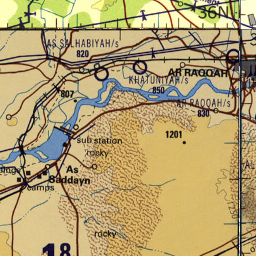 36N
AS SALHABIYAH/s
820
KHATUNIYAH/s
AR RAQQAH
850
AR RAQQAH/s
830
807
sub station
1201
rocky
As
Baddayn
camps
rocky
18